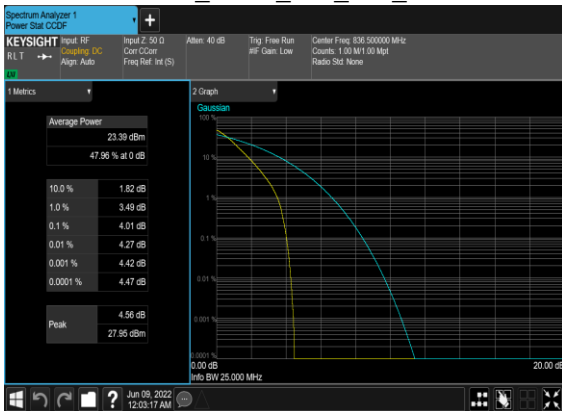 Spectrum Analyzer 1
Power Stat CCDF
KEYSIGHT
RLT
LXI
Input: RF
Coupling: DC
Align: Auto
Input Z: 50 Ω
Corr CCorr
Freq Ref: Int (S)
Atten: 40 dB
Trig: Free Run
#IF Gain: Low
Center Freq: 836.500000 MHz
Counts: 1.00 M/1.00 Mpt
Radio Std: None
1 Metrics
Average Power
23.39 dBm
47.96 % at 0 dB
10.0 % 1.82 dB
1.0 % 3.49 dB
0.1 % 4.01 dB
0.01 % 4.27 dB
0.001 % 4.42 dB
0.0001 % 4.47 dB
Peak 4.56 dB
27.95 dBm
2 Graph
Gaussian
100 %
10 %
1 %
0.1 %
0.01 %
0.001 %
0.0001 %
0.00 dB 20.00 dB
Info BW 25.000 MHz
Jun 09, 2022
12:03:17 AM